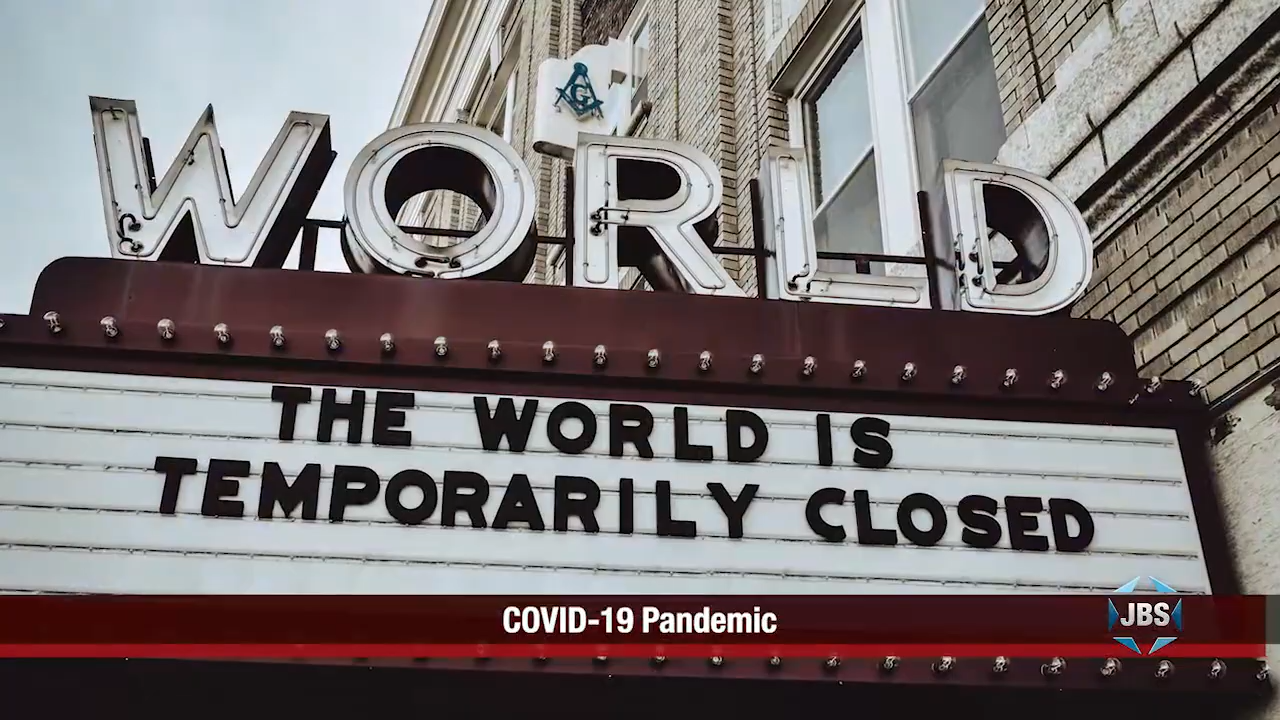 G
WORLD
THE WORLD IS
TEMPORARILY CLOSED
COVID-19 Pandemic
JBS